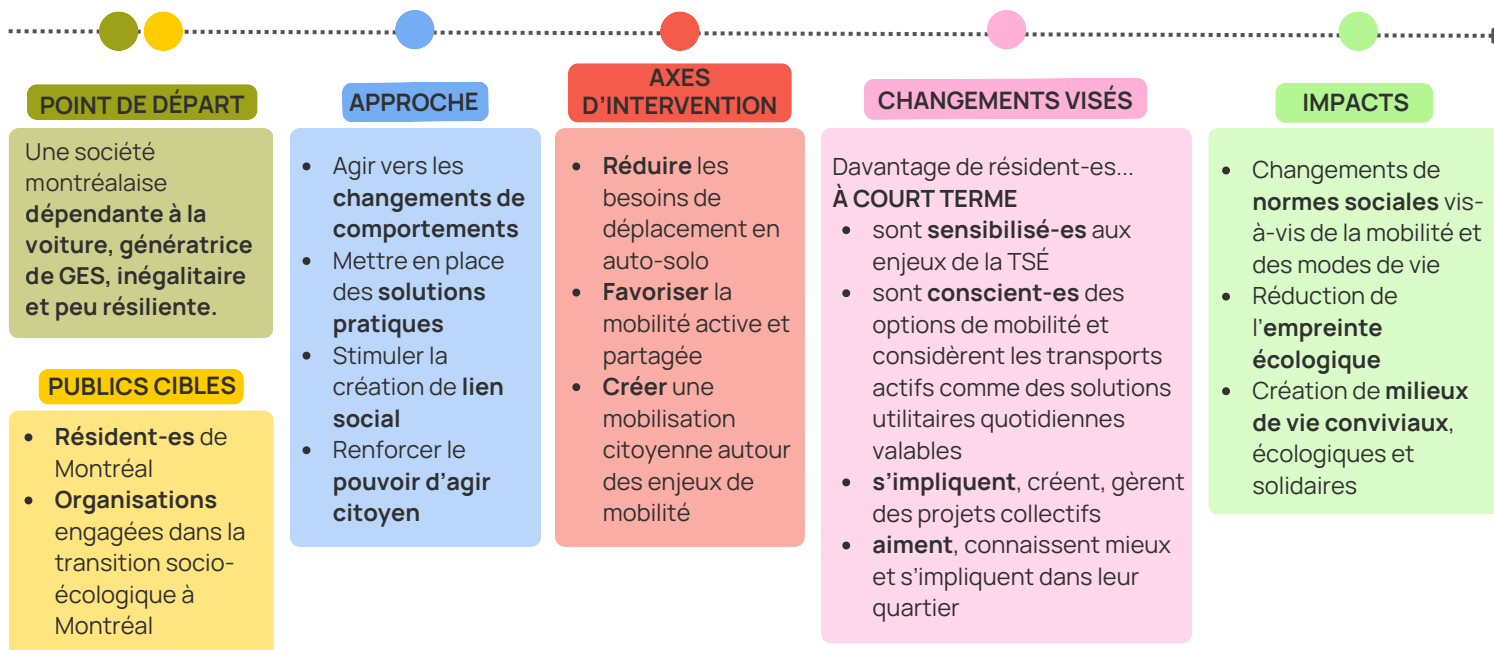 POINT DE DÉPART
Une société
montréalaise
dépendante à la
voiture, génératrice
de GES, inégalitaire
et peu résiliente.
PUBLICS CIBLES
• Résident-es de
Montréal
• Organisations
engagées dans la
transition socio-
écologique à
Montréal
APPROCHE
• Agir vers les
changements de
comportements
• Mettre en place
des solutions
pratiques
• Stimuler la
création de lien
social
• Renforcer le
pouvoir d'agir
citoyen
AXES
D'INTERVENTION
• Réduire les
besoins de
déplacement en
auto-solo
• Favoriser la
mobilité active et
partagée
• Créer une
mobilisation
citoyenne autour
des enjeux de
mobilité
CHANGEMENTS VISÉS
Davantage de résident-es...
À COURT TERME
• sont sensibilisé-es aux
enjeux de la TSÉ
• sont conscient-es des
options de mobilité et
considèrent les transports
actifs comme des solutions
utilitaires quotidiennes
valables
• s'impliquent, créent, gèrent
des projets collectifs
• aiment, connaissent mieux
et s'impliquent dans leur
quartier
IMPACTS
• Changements de
normes sociales vis-
à-vis de la mobilité et
des modes de vie
• Réduction de
l'empreinte
écologique
• Création de milieux
de vie conviviaux,
écologiques et
solidaires